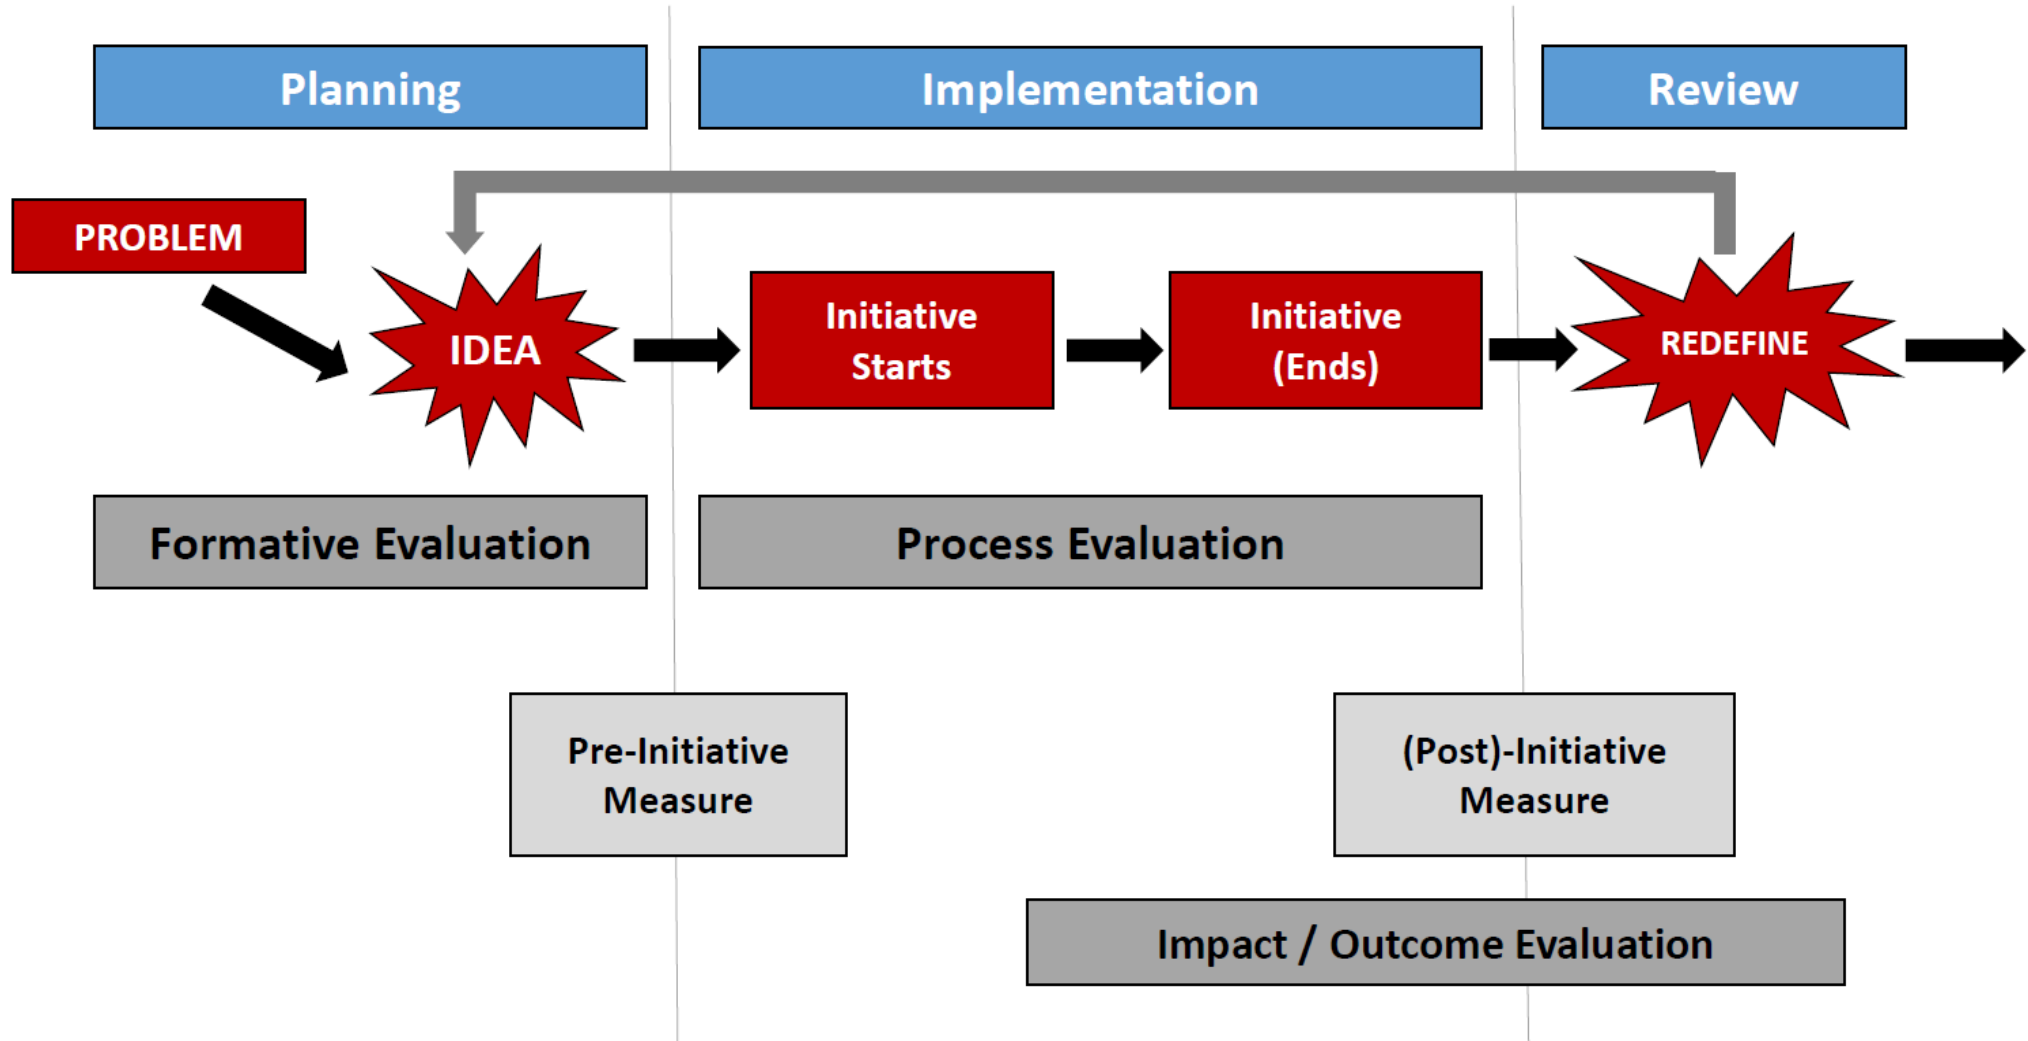 Planning
Implementation
Review
PROBLEM
IDEA
Initiative
Starts
Initiative
(Ends)
REDEFINE
Formative Evaluation
Process Evaluation
Pre-Initiative
Measure
(Post)-Initiative
Measure
Impact / Outcome Evaluation